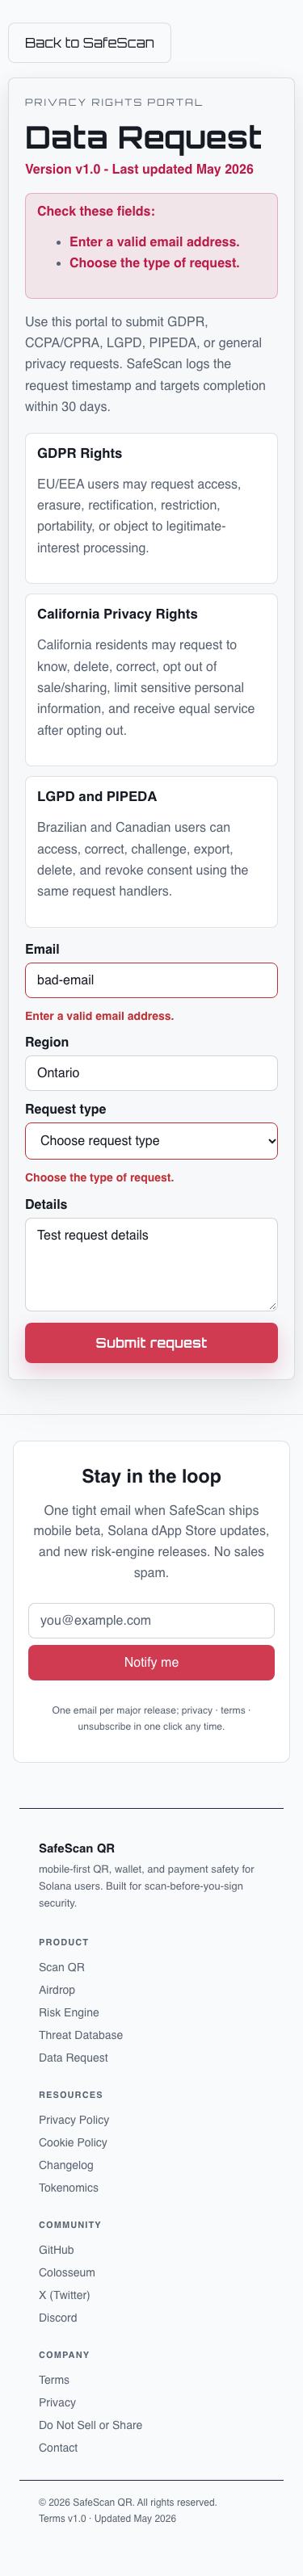 Back to SafeScan
PRIVACY RIGHTS PORTAL
Data Request
Version v1.0 - Last updated May 2026
Check these fields:
• Enter a valid email address.
• Choose the type of request.
Use this portal to submit GDPR,
CCPA/CPRA, LGPD, PIPEDA, or general
privacy requests. SafeScan logs the
request timestamp and targets completion
within 30 days.
GDPR Rights
EU/EEA users may request access,
erasure, rectification, restriction,
portability, or object to legitimate-
interest processing.
California Privacy Rights
California residents may request to
know, delete, correct, opt out of
sale/sharing, limit sensitive personal
information, and receive equal service
after opting out.
LGPD and PIPEDA
Brazilian and Canadian users can
access, correct, challenge, export,
delete, and revoke consent using the
same request handlers.
Email
bad-email
Enter a valid email address.
Region
Ontario
Request type
Choose request type
Choose the type of request.
Details
Test request details
Submit request
Stay in the loop
One tight email when SafeScan ships
mobile beta, Solana dApp Store updates,
and new risk-engine releases. No sales
spam.
you@example.com
Notify me
One email per major release; privacy · terms ·
unsubscribe in one click any time.
SafeScan QR
mobile-first QR, wallet, and payment safety for
Solana users. Built for scan-before-you-sign
security.
PRODUCT
Scan QR
Airdrop
Risk Engine
Threat Database
Data Request
RESOURCES
Privacy Policy
Cookie Policy
Changelog
Tokenomics
COMMUNITY
GitHub
Colosseum
X (Twitter)
Discord
COMPANY
Terms
Privacy
Do Not Sell or Share
Contact
© 2026 SafeScan QR. All rights reserved.
Terms v1.0 · Updated May 2026